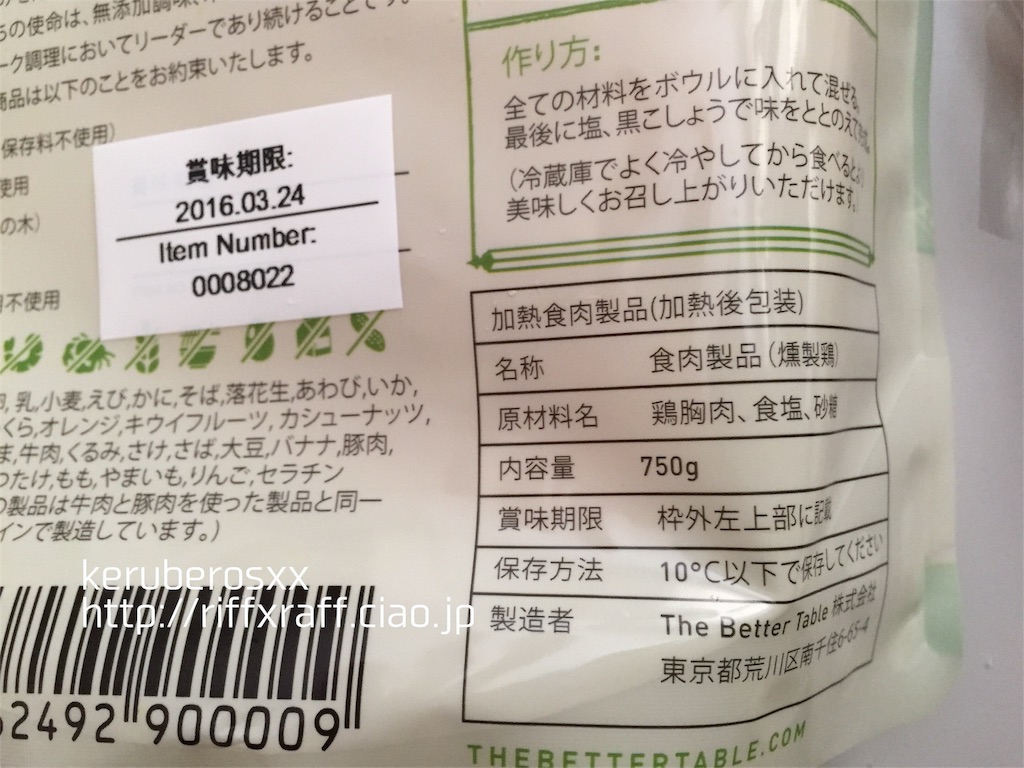 ちの使命は、無添加調味、
ーク調理においてリーダーであり続けることです。
商品は以下のことをお約束いたします。
保存料不使用)
使用
の木)
不使用
賞味期限:
2016.03.24
Item Number:
0008022
乳,小麦,えび,かに,そば,落花生,あわび,いか,
くら,オレンジ,キウイフルーツ,カシューナッツ,
ま,牛肉,くるみ,さけ,さば,大豆,バナナ,豚肉,
つたけ,もも,やまいも,りんご,ゼラチン
の製品は牛肉と豚肉を使った製品と同一
インで製造しています。)
keruberosxx
http://riffxraff.ciao.jp
62492 900009
作り方:
全ての材料をボウルに入れて混ぜる
最後に塩、黒こしょうで味をととのえて
(冷蔵庫でよく冷やしてから食べると
美味しくお召し上がりいただけます
加熱食肉製品(加熱後包装)
名称 食肉製品(燻製鶏)
原材料名 鶏胸肉、食塩、砂糖
内容量 750g
賞味期限 枠外左上部に記載
保存方法 10°C以下で保存してください
製造者 The Better Table 株式会社
東京都荒川区南千住6-65-4
THEBETTERTABLE.COM